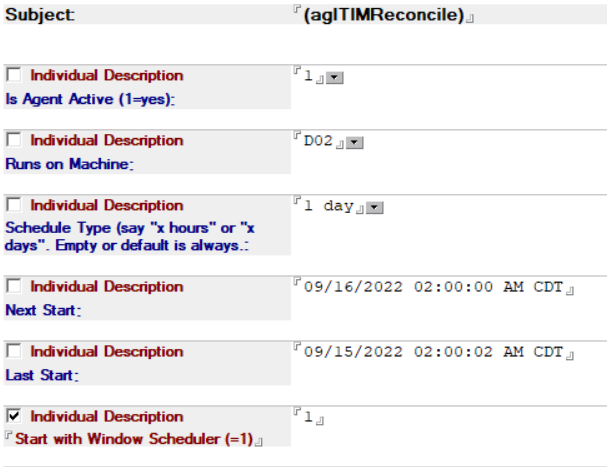 Subject: (agITIMReconcile)
Individual Description 1
Is Agent Active (1=yes):
Individual Description D02
Runs on Machine:
Individual Description 1 day
Schedule Type (say "x hours" or "x
days". Empty or default is always.:
Individual Description 09/16/2022 02:00:00 AM CDT
Next Start:
Individual Description 09/15/2022 02:00:02 AM CDT
Last Start:
Individual Description 1
Start with Window Scheduler (=1)